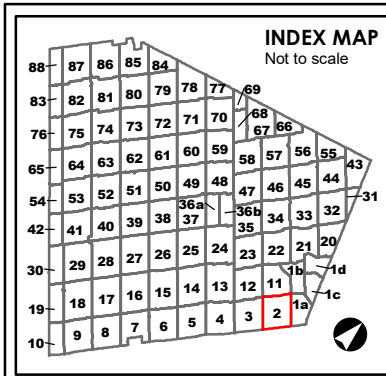 INDEX MAP
Not to scale
88 87 86 85 84
83 82 81 80 79 78 77 69
76 75 74 73 72 71 70 68 67 66
65 64 63 62 61 60 59 58 57 56 55 43
54 53 52 51 50 49 48 47 46 45 44 31
42 41 40 39 38 37 36a 36b 35 34 33 32
30 29 28 27 26 25 24 23 22 21 20
19 18 17 16 15 14 13 12 11 1b 1d
10 9 8 7 6 5 4 3 2 1a 1c